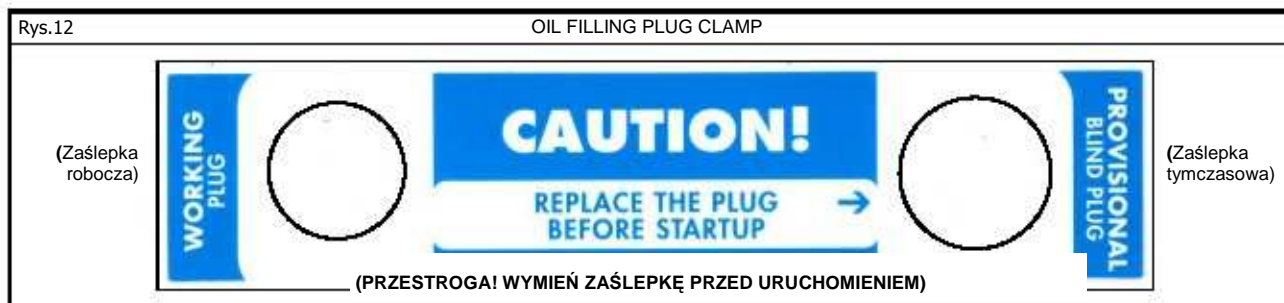 Rys.12
OIL FILLING PLUG CLAMP
(Zaślepka
robocza)
WORKING
PLUG
CAUTION!
REPLACE THE PLUG →
BEFORE STARTUP
PROVISIONAL
BLIND PLUG
(Zaślepka
tymczasowa)
(PRZESTROGA! WYMIEŃ ZAŚLEPKĘ PRZED URUCHOMIENIEM)